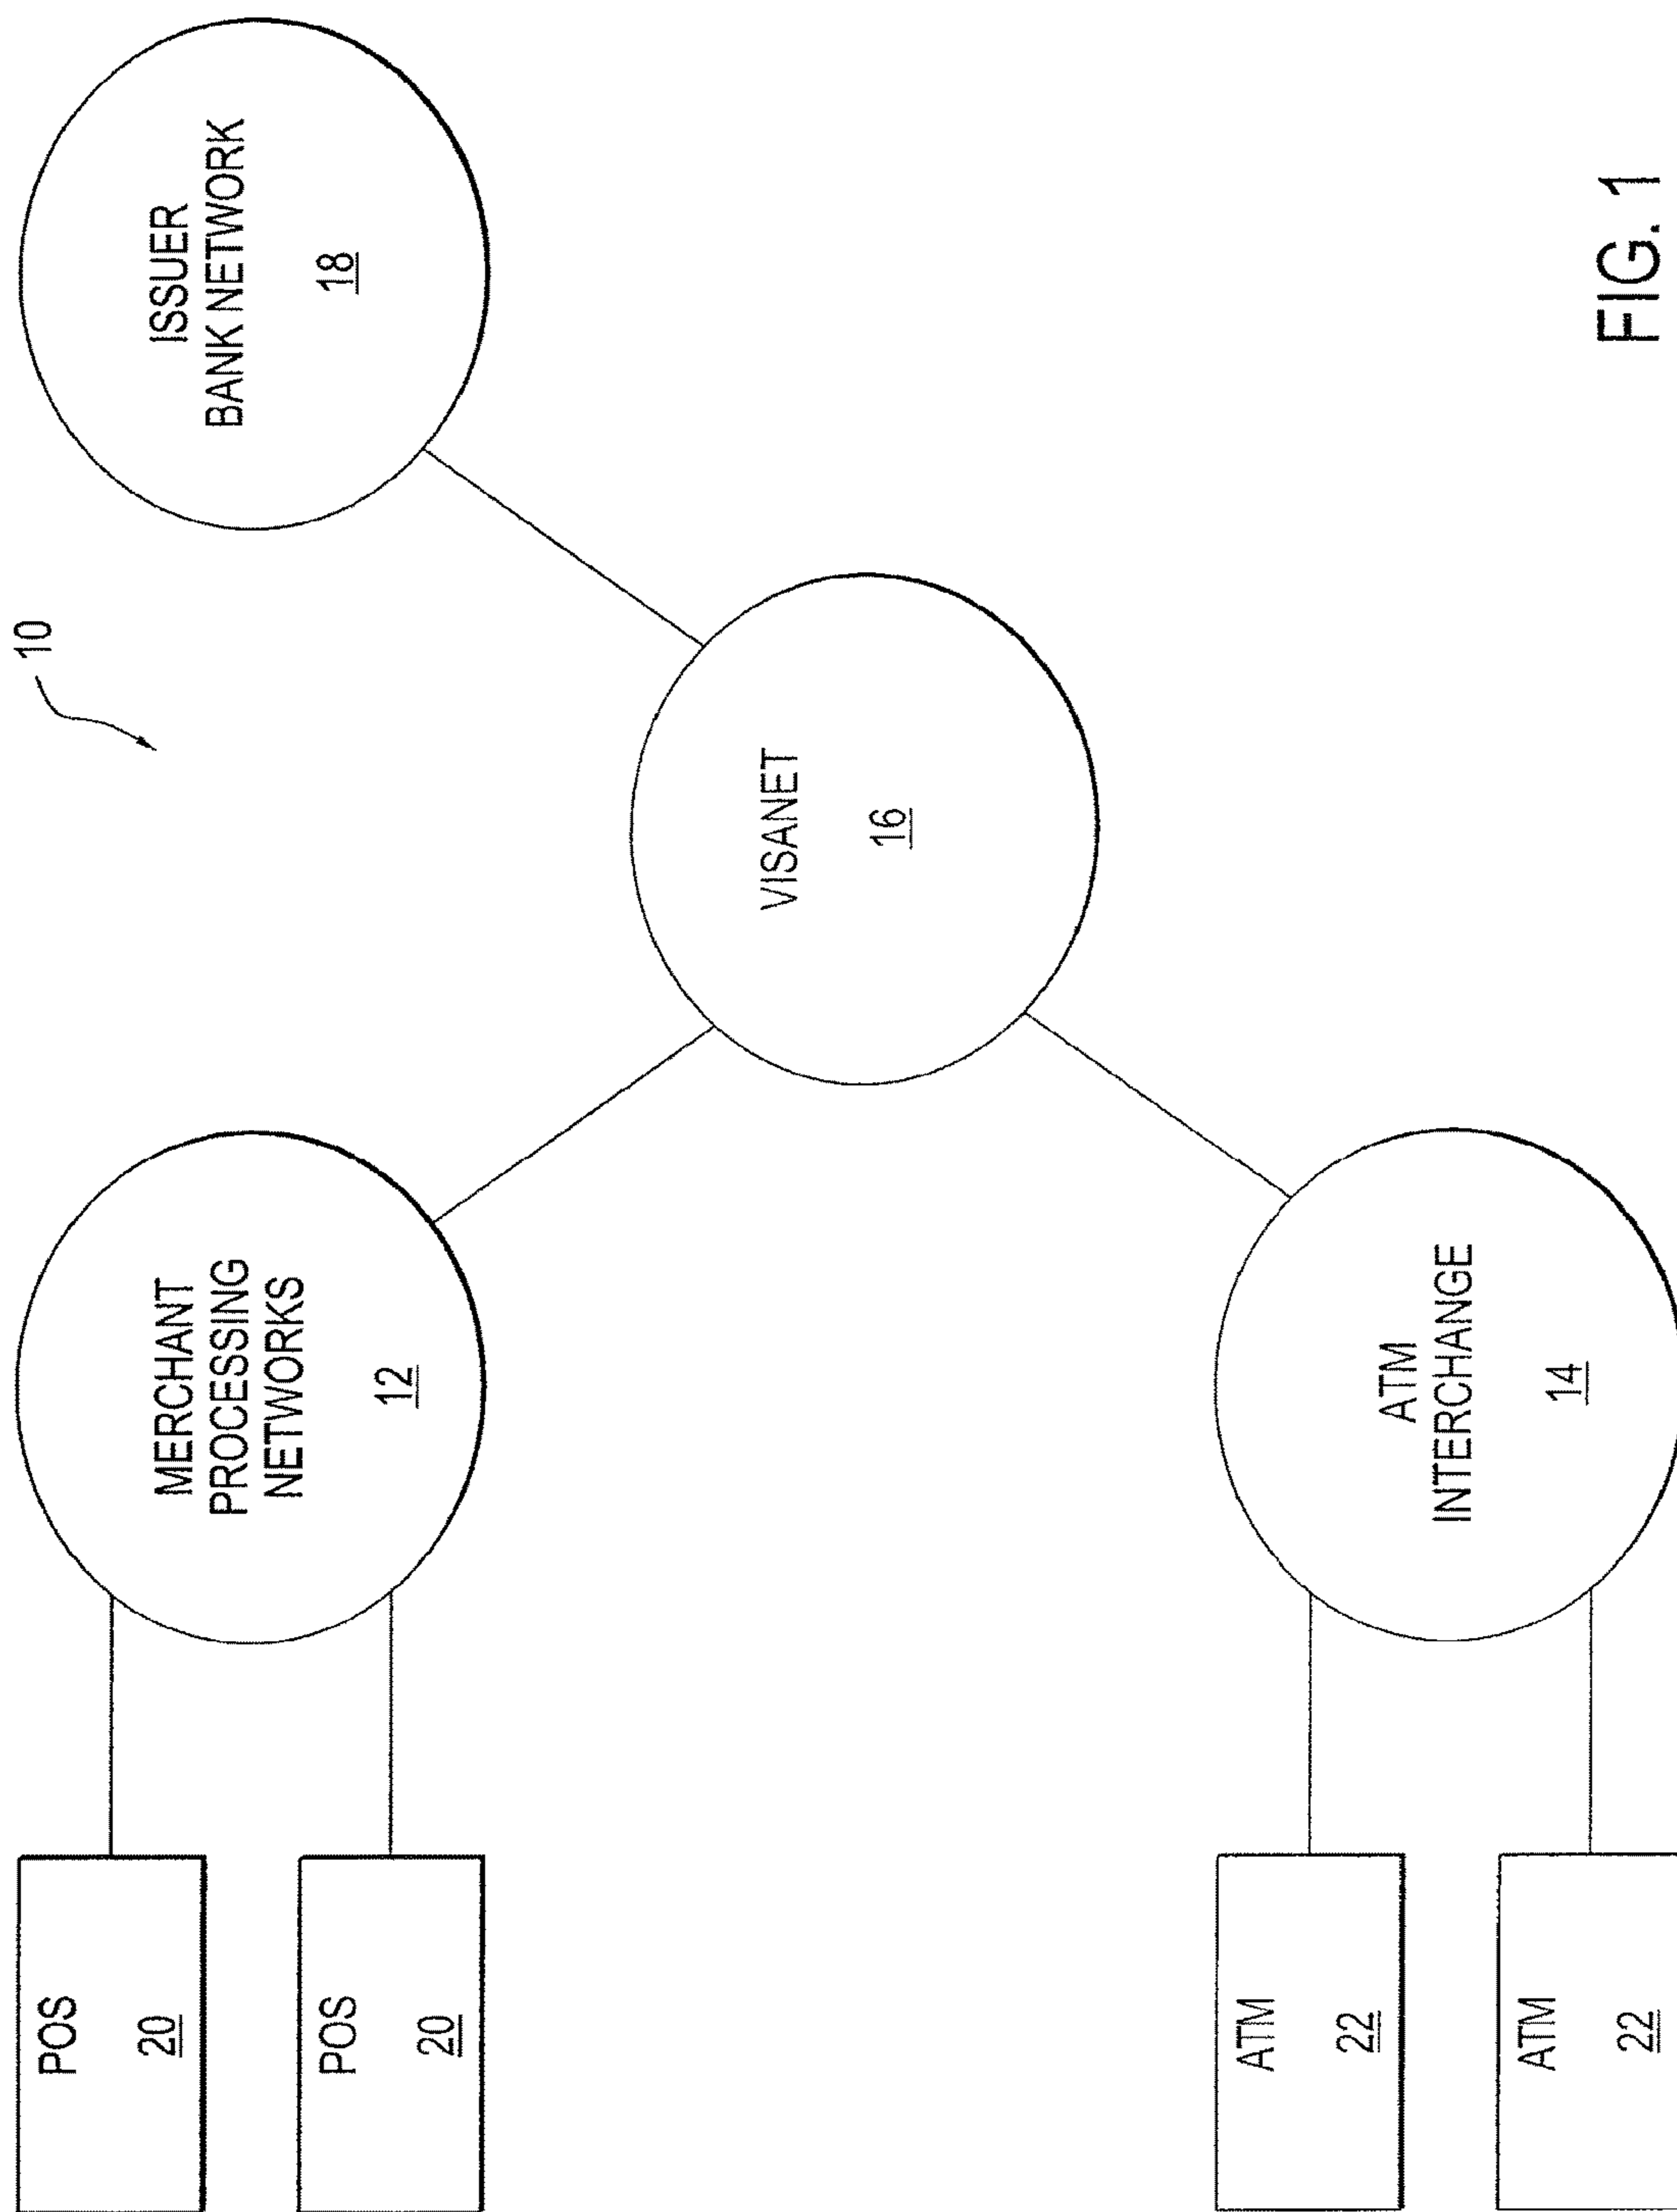 10
POS
20
POS
20
MERCHANT
PROCESSING
NETWORKS
12
ISSUER
BANK NETWORK
18
VISANET
16
ATM
22
ATM
22
ATM
INTERCHANGE
14
FIG. 1